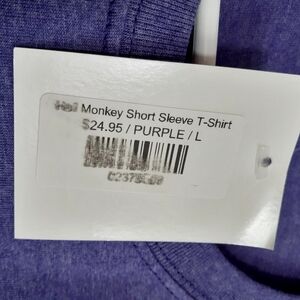 Monkey Short Sleeve T-Shirt
$24.95 / PURPLE / L